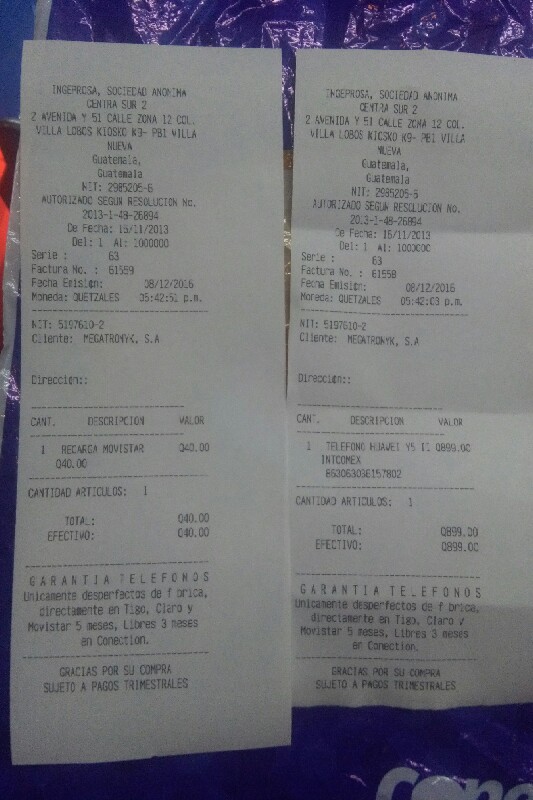 INGEPROSA, SOCIEDAD ANONIMA
CENTRA SUR 2
2 AVENIDA Y 51 CALLE ZONA 12 COL.
VILLA LOBOS KIOSKO K9- PB1 VILLA
NUEVA
Guatemala,
Guatemala
NIT: 2985205-6
AUTORIZADO SEGUN RESOLUCION No.
2013-1-48-26894
De Fecha: 15/11/2013
Del: 1 Al: 1000000
Serie : 63
Factura No. : 61559
Fecha Emisión: 08/12/2016
Moneda: QUETZALES 05:42:51 p.m.
NIT: 5197610-2
Cliente: MEGATRONYK, S.A
Dirección::
CANT. DESCRIPCION VALOR
1 RECARGA MOVISTAR Q40.00
Q40.00
CANTIDAD ARTICULOS: 1
TOTAL: Q40.00
EFECTIVO: Q40.00
GARANTIA TELEFONOS
Unicamente desperfectos de f brica,
directamente en Tigo, Claro y
Movistar 5 meses, Libres 3 meses
en Conection.
GRACIAS POR SU COMPRA
SUJETO A PAGOS TRIMESTRALES
INGEPROSA, SOCIEDAD ANONIMA
CENTRA SUR 2
2 AVENIDA Y 51 CALLE ZONA 12 COL.
VILLA LOBOS KIOSKO K9- PB1 VILLA
NUEVA
Guatemala,
Guatemala
NIT: 2985205-6
AUTORIZADO SEGUN RESOLUCION No.
2013-1-48-26894
De Fecha: 15/11/2013
Del: 1 Al: 1000000
Serie : 63
Factura No. : 61558
Fecha Emisión: 08/12/2016
Moneda: QUETZALES 05:42:03 p.m.
NIT: 5197610-2
Cliente: MEGATRONYK, S.A
Dirección::
CANT. DESCRIPCION VALOR
1 TELEFONO HUAWEI Y5 II Q899.00
INTCOMEX
863063036157802
CANTIDAD ARTICULOS: 1
TOTAL: Q899.00
EFECTIVO: Q899.00
GARANTIA TELEFONOS
Unicamente desperfectos de f brica,
directamente en Tigo, Claro y
Movistar 5 meses, Libres 3 meses
en Conection.
GRACIAS POR SU COMPRA
SUJETO A PAGOS TRIMESTRALES